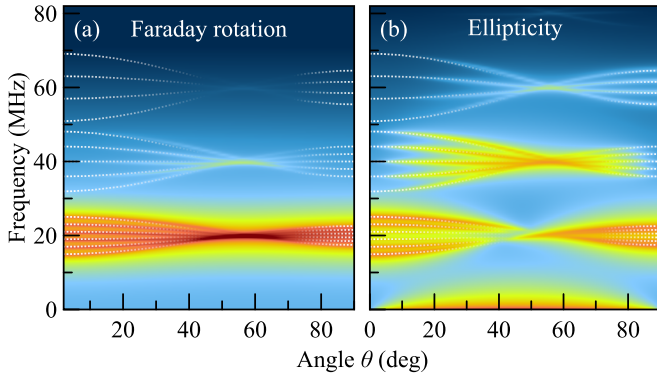 (a) Faraday rotation
(b) Ellipticity
80
60
40
20
0
Frequency (MHz)
20 40 60 80
0 20 40 60 80
Angle θ (deg)